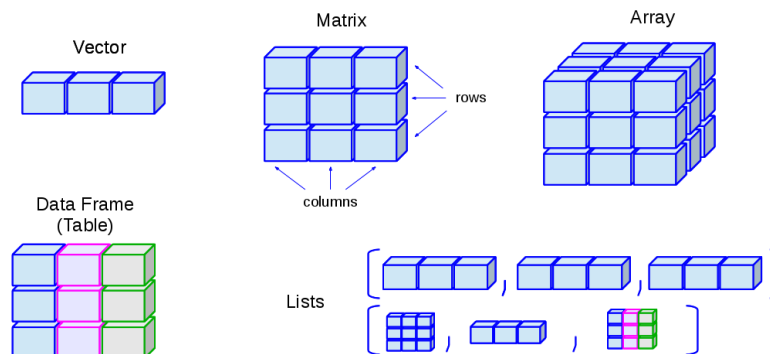 Vector
Matrix
Array
rows
columns
Data Frame
(Table)
Lists